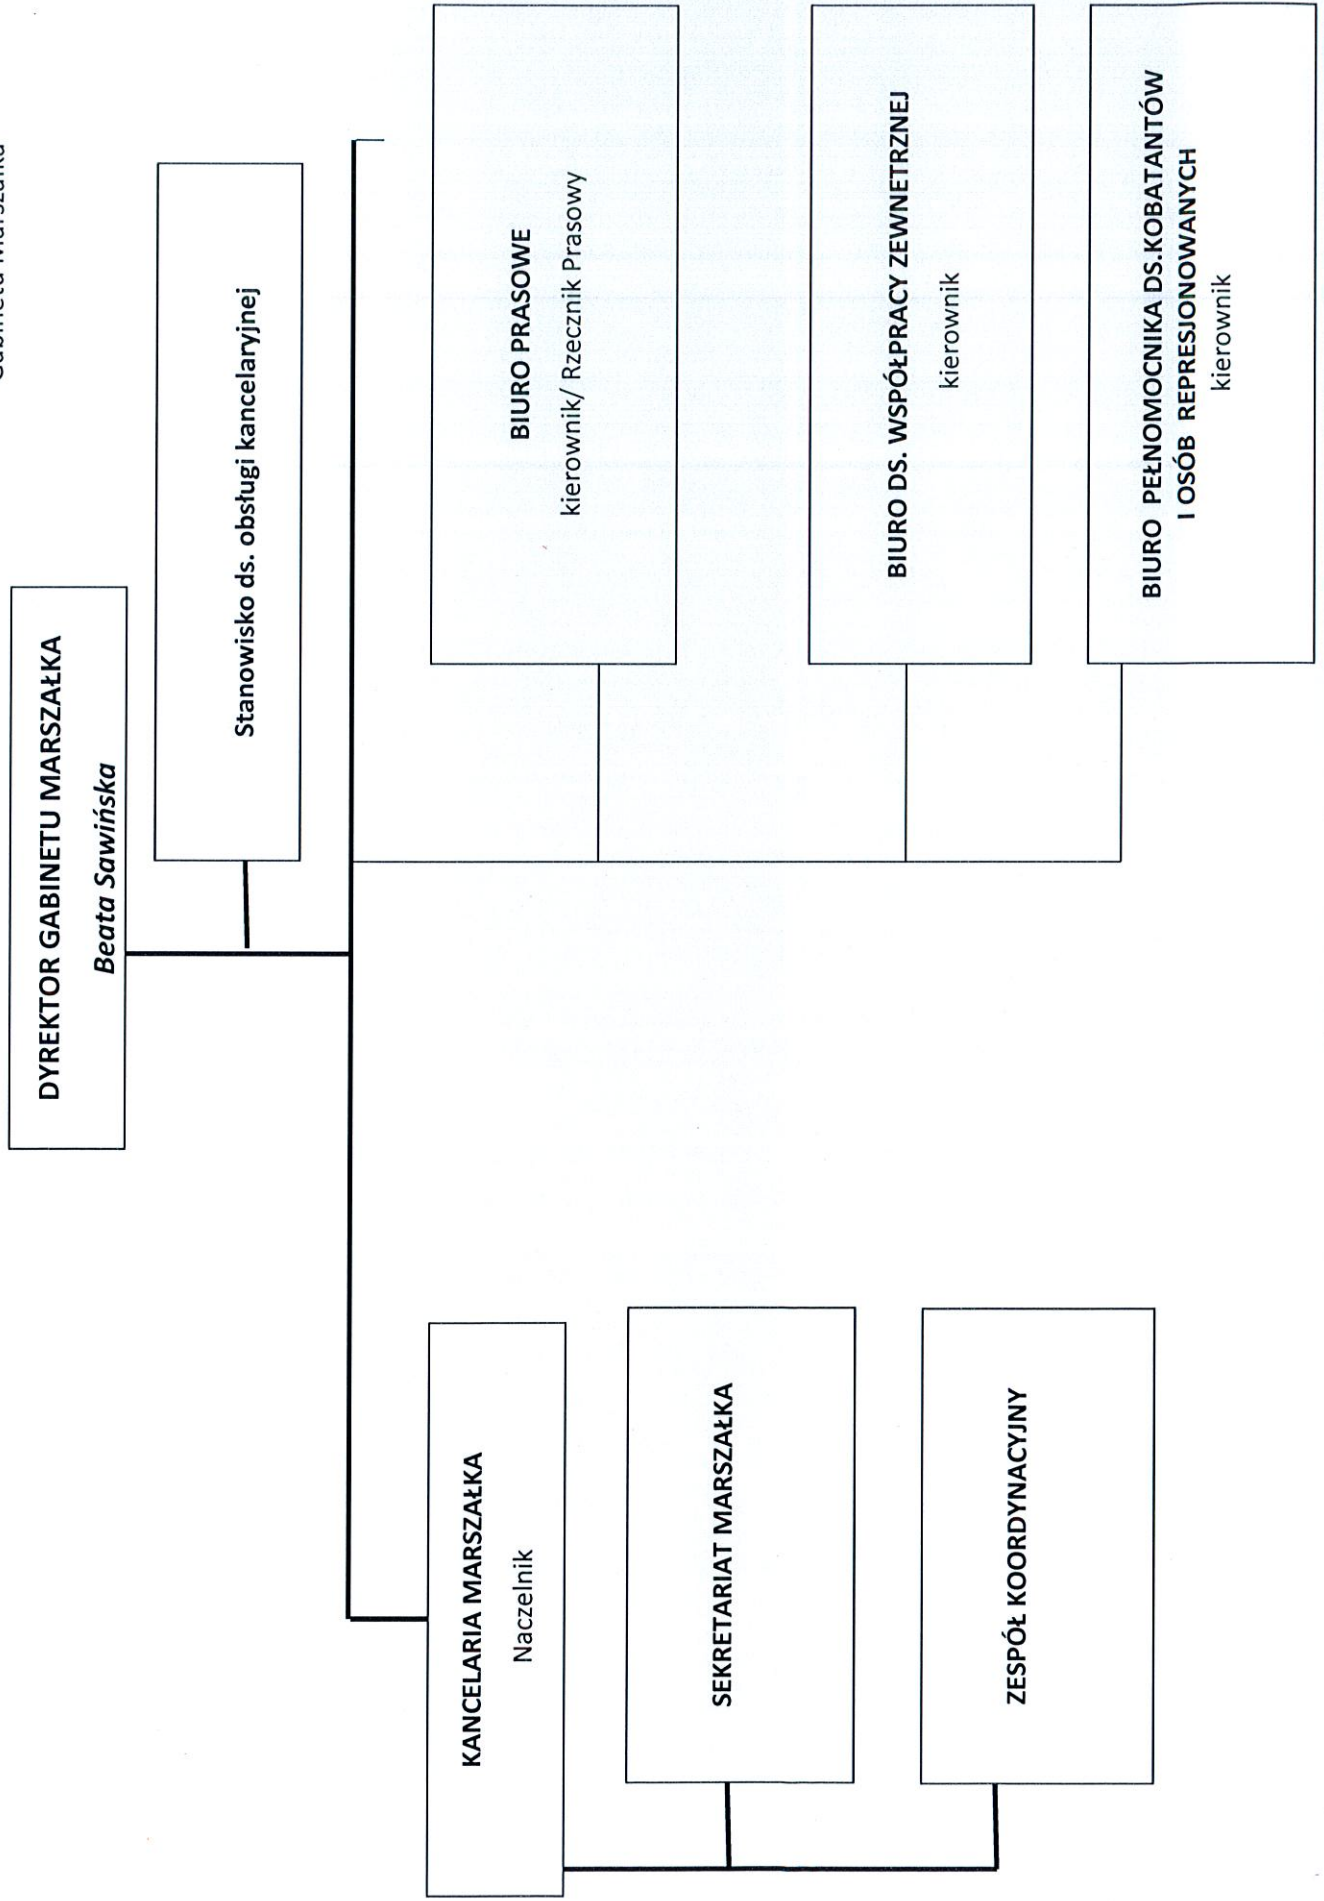 Gabinetu Marszałka
DYREKTOR GABINETU MARSZAŁKA
Beata Sawińska
Stanowisko ds. obsługi kancelaryjnej
KANCELARIA MARSZAŁKA
Naczelnik
SEKRETARIAT MARSZAŁKA
ZESPÓŁ KOORDYNACYJNY
BIURO PRASOWE
kierownik/ Rzecznik Prasowy
BIURO DS. WSPÓŁPRACY ZEWNETRZNEJ
kierownik
BIURO PEŁNOMOCNIKA DS.KOBATANTÓW
I OSÓB REPRESJONOWANYCH
kierownik